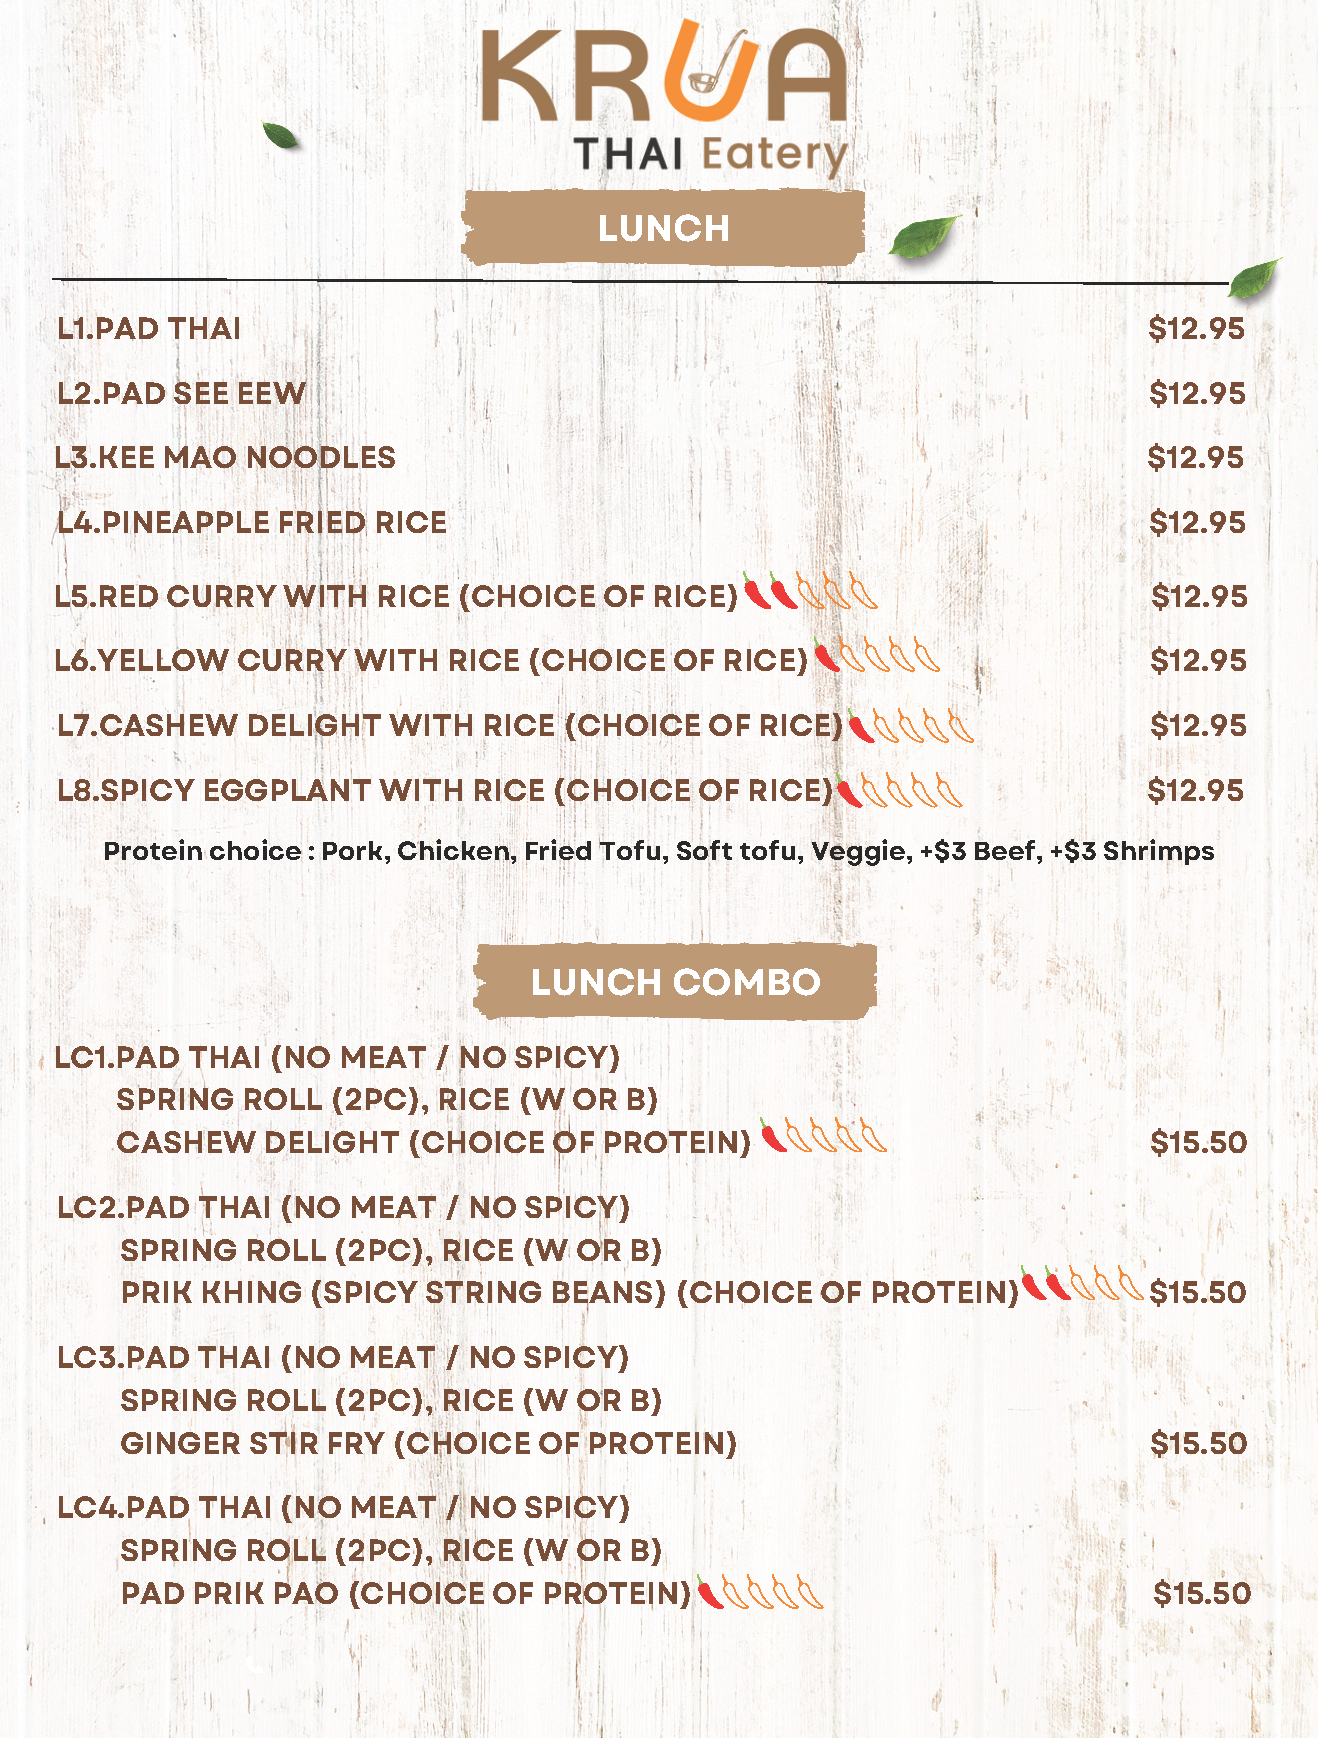 KRUA
THAI Eatery
LUNCH
L1.PAD THAI $12.95
L2.PAD SEE EEW $12.95
L3.KEE MAO NOODLES $12.95
L4.PINEAPPLE FRIED RICE $12.95
L5.RED CURRY WITH RICE (CHOICE OF RICE) $12.95
L6.YELLOW CURRY WITH RICE (CHOICE OF RICE) $12.95
L7.CASHEW DELIGHT WITH RICE (CHOICE OF RICE) $12.95
L8.SPICY EGGPLANT WITH RICE (CHOICE OF RICE) $12.95
Protein choice : Pork, Chicken, Fried Tofu, Soft tofu, Veggie, +$3 Beef, +$3 Shrimps
LUNCH COMBO
LC1.PAD THAI (NO MEAT / NO SPICY)
SPRING ROLL (2PC), RICE (W OR B)
CASHEW DELIGHT (CHOICE OF PROTEIN) $15.50
LC2.PAD THAI (NO MEAT / NO SPICY)
SPRING ROLL (2PC), RICE (W OR B)
PRIK KHING (SPICY STRING BEANS) (CHOICE OF PROTEIN) $15.50
LC3.PAD THAI (NO MEAT / NO SPICY)
SPRING ROLL (2PC), RICE (W OR B)
GINGER STIR FRY (CHOICE OF PROTEIN) $15.50
LC4.PAD THAI (NO MEAT / NO SPICY)
SPRING ROLL (2PC), RICE (W OR B)
PAD PRIK PAO (CHOICE OF PROTEIN) $15.50